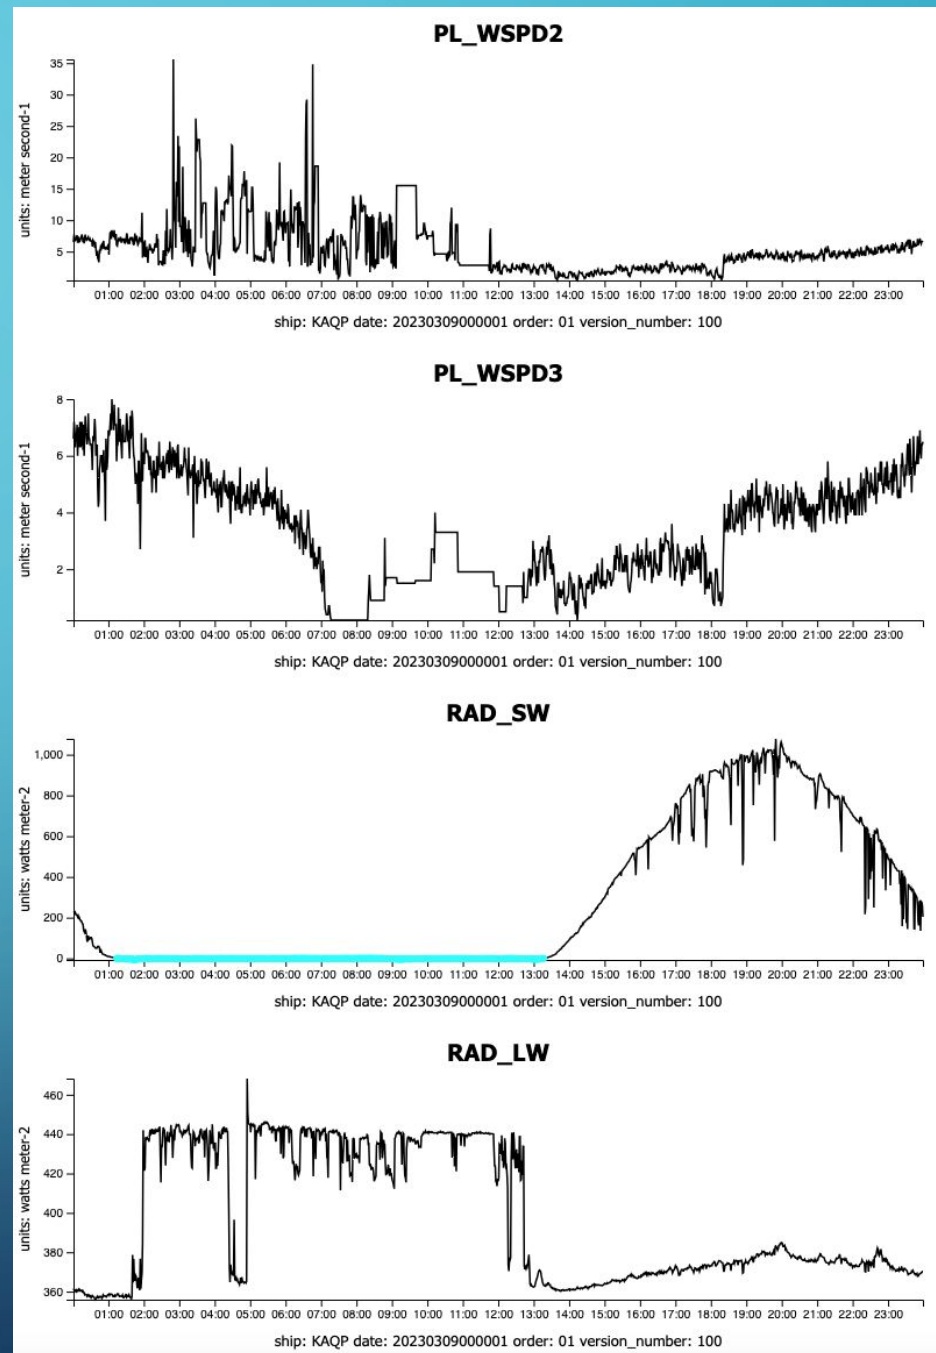 PL_WSPD2
units: meter second-1
35
30
25
20
15
10
5
01:00 02:00 03:00 04:00 05:00 06:00 07:00 08:00 09:00 10:00 11:00 12:00 13:00 14:00 15:00 16:00 17:00 18:00 19:00 20:00 21:00 22:00 23:00
ship: KAQP date: 20230309000001 order: 01 version_number: 100
PL_WSPD3
units: meter second-1
8
6
4
2
01:00 02:00 03:00 04:00 05:00 06:00 07:00 08:00 09:00 10:00 11:00 12:00 13:00 14:00 15:00 16:00 17:00 18:00 19:00 20:00 21:00 22:00 23:00
ship: KAQP date: 20230309000001 order: 01 version_number: 100
RAD_SW
units: watts meter-2
1,000
800
600
400
200
0
01:00 02:00 03:00 04:00 05:00 06:00 07:00 08:00 09:00 10:00 11:00 12:00 13:00 14:00 15:00 16:00 17:00 18:00 19:00 20:00 21:00 22:00 23:00
ship: KAQP date: 20230309000001 order: 01 version_number: 100
RAD_LW
units: watts meter-2
460
440
420
400
380
360
01:00 02:00 03:00 04:00 05:00 06:00 07:00 08:00 09:00 10:00 11:00 12:00 13:00 14:00 15:00 16:00 17:00 18:00 19:00 20:00 21:00 22:00 23:00
ship: KAQP date: 20230309000001 order: 01 version_number: 100